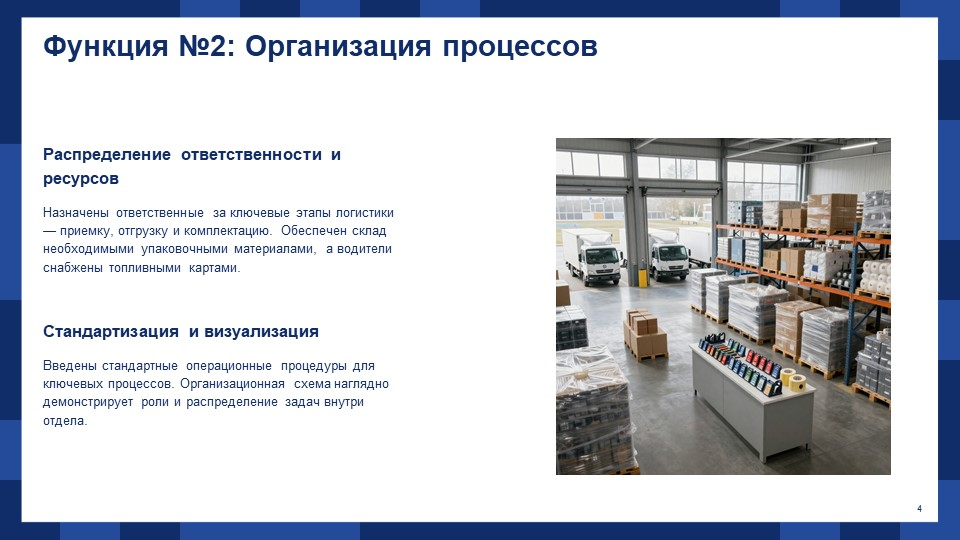 Функция №2: Организация процессов
Распределение ответственности и
ресурсов
Назначены ответственные за ключевые этапы логистики
— приемку, отгрузку и комплектацию. Обеспечен склад
необходимыми упаковочными материалами, а водители
снабжены топливными картами.
Стандартизация и визуализация
Введены стандартные операционные процедуры для
ключевых процессов. Организационная схема наглядно
демонстрирует роли и распределение задач внутри
отдела.
4